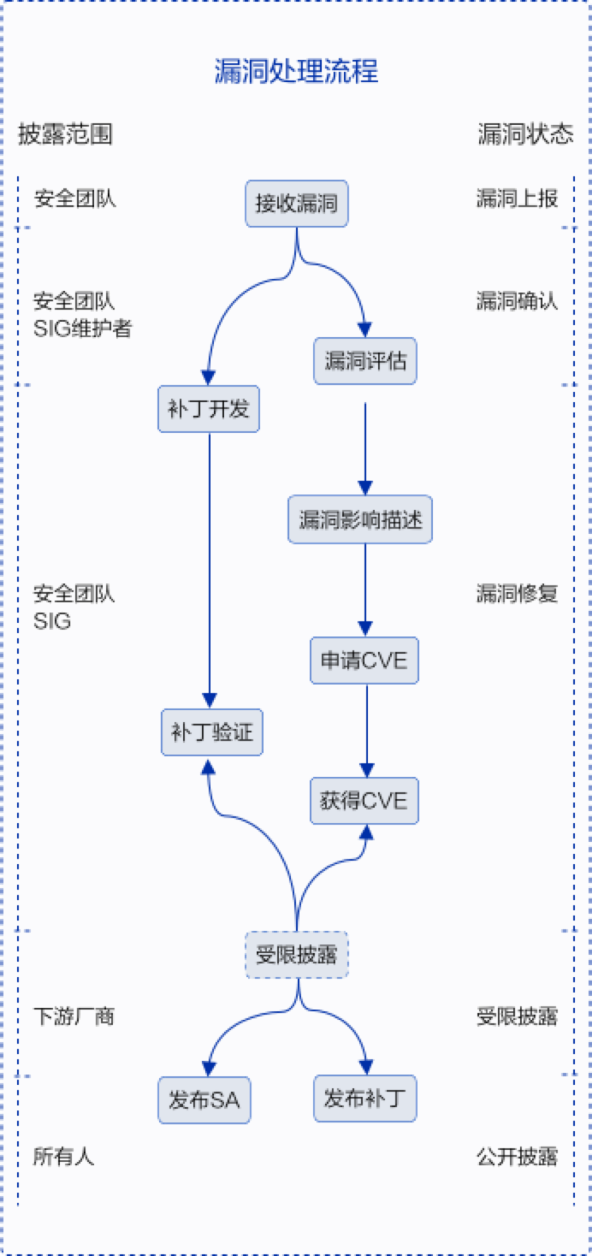 漏洞处理流程
披露范围
漏洞状态
安全团队
接收漏洞
漏洞上报
安全团队
SIG维护者
漏洞确认
漏洞评估
补丁开发
漏洞影响描述
安全团队
SIG
漏洞修复
申请CVE
补丁验证
获得CVE
受限披露
下游厂商
受限披露
发布SA
发布补丁
所有人
公开披露